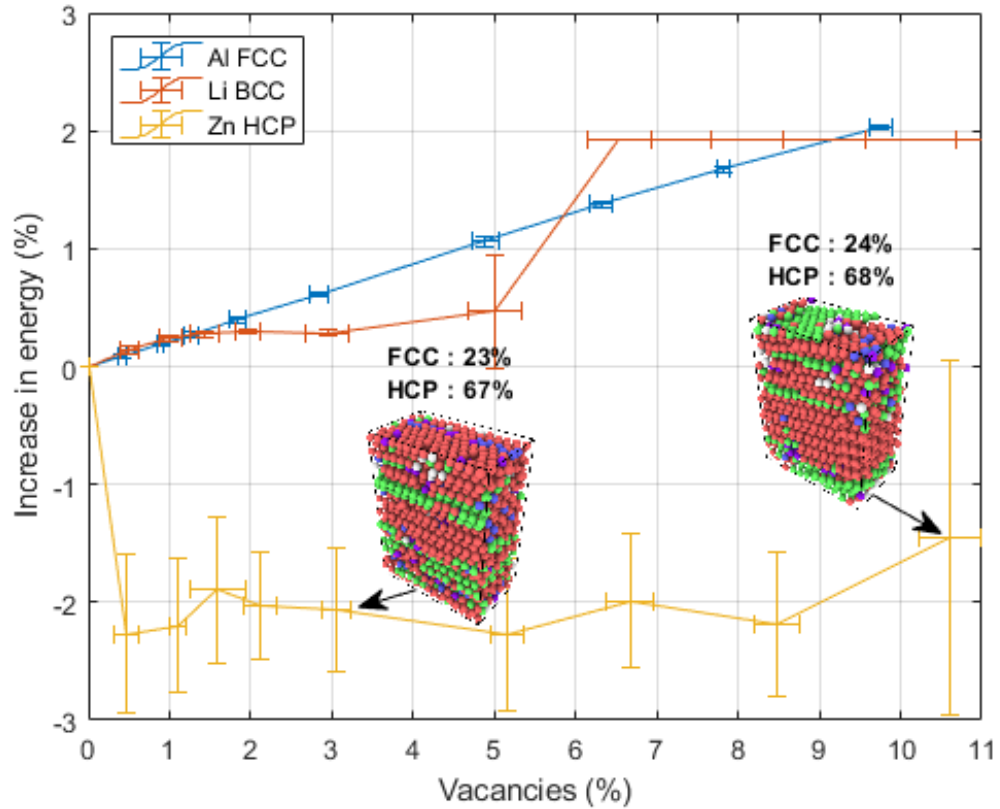 3
Al FCC
Li BCC
Zn HCP
2
FCC : 24%
HCP : 68%
1
0
FCC : 23%
HCP : 67%
-1
-2
-3
0 1 2 3 4 5 6 7 8 9 10 11
Increase in energy (%)
Vacancies (%)